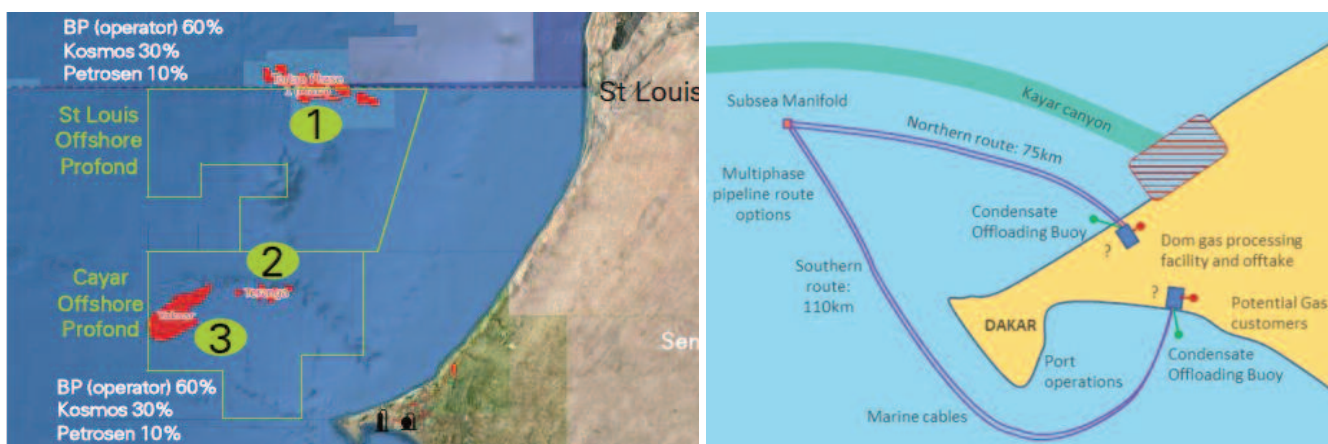 BP (operator) 60%
Kosmos 30%
Petrosen 10%
St Louis
Offshore
Profond
1
St Louis
2
Cayar
Offshore
Profond
Teranga
3
Sen
BP (operator) 60%
Kosmos 30%
Petrosen 10%
Subsea Manifold
Kayar canyon
Northern route: 75km
Multiphase
pipeline route
options
Condensate
Offloading Buoy
?
Dom gas processing
facility and offtake
Southern
route:
110km
?
DAKAR
Potential Gas
customers
Port
operations
Condensate
Offloading Buoy
Marine cables